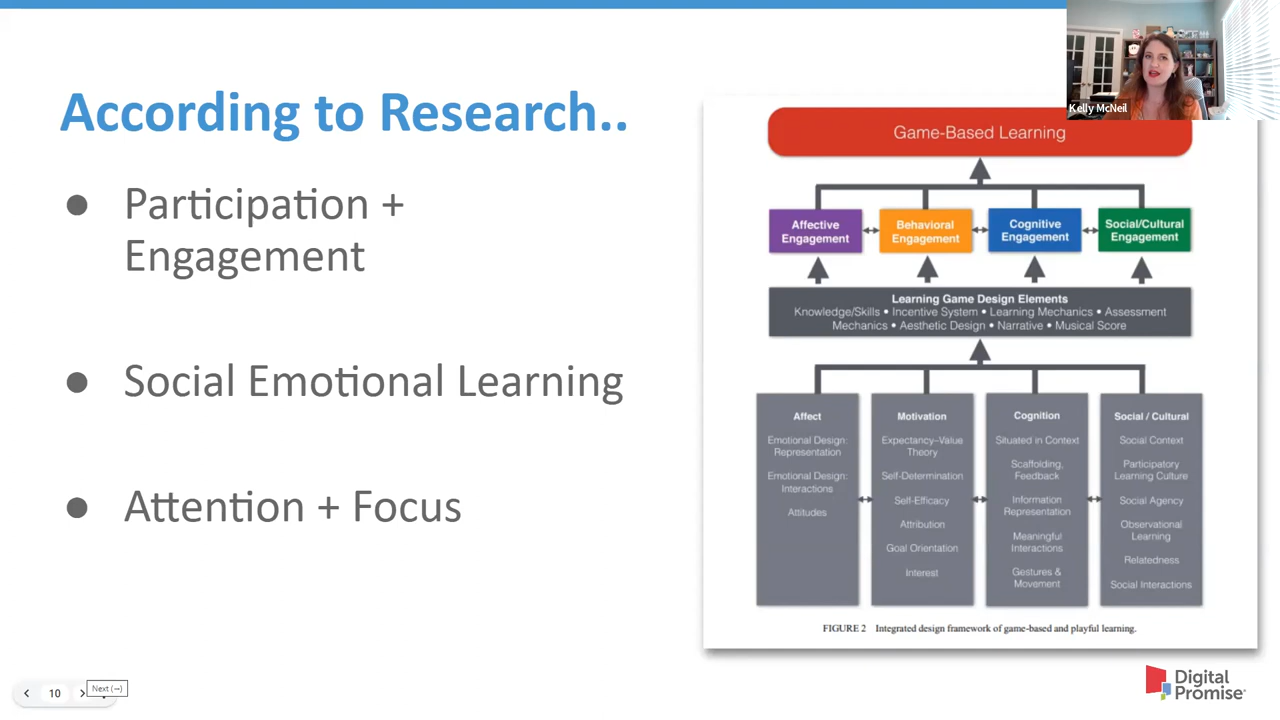 According to Research..
● Participation +
Engagement
● Social Emotional Learning
● Attention + Focus
Kelly McNeil
Game-Based Learning
Affective
Engagement
Behavioral
Engagement
Cognitive
Engagement
Social/Cultural
Engagement
Learning Game Design Elements
Knowledge/Skills • Incentive System • Learning Mechanics • Assessment
Mechanics • Aesthetic Design • Narrative • Musical Score
Affect
Emotional Design:
Representation
Emotional Design:
Interactions
Attitudes
Motivation
Expectancy–Value
Theory
Self-Determination
Self-Efficacy
Attribution
Goal Orientation
Interest
Cognition
Situated in Context
Scaffolding,
Feedback
Information
Representation
Meaningful
Interactions
Gestures &
Movement
Social / Cultural
Social Context
Participatory
Learning Culture
Social Agency
Observational
Learning
Relatedness
Social Interactions
FIGURE 2 Integrated design framework of game-based and playful learning.
10
Next (→)
Digital
Promise